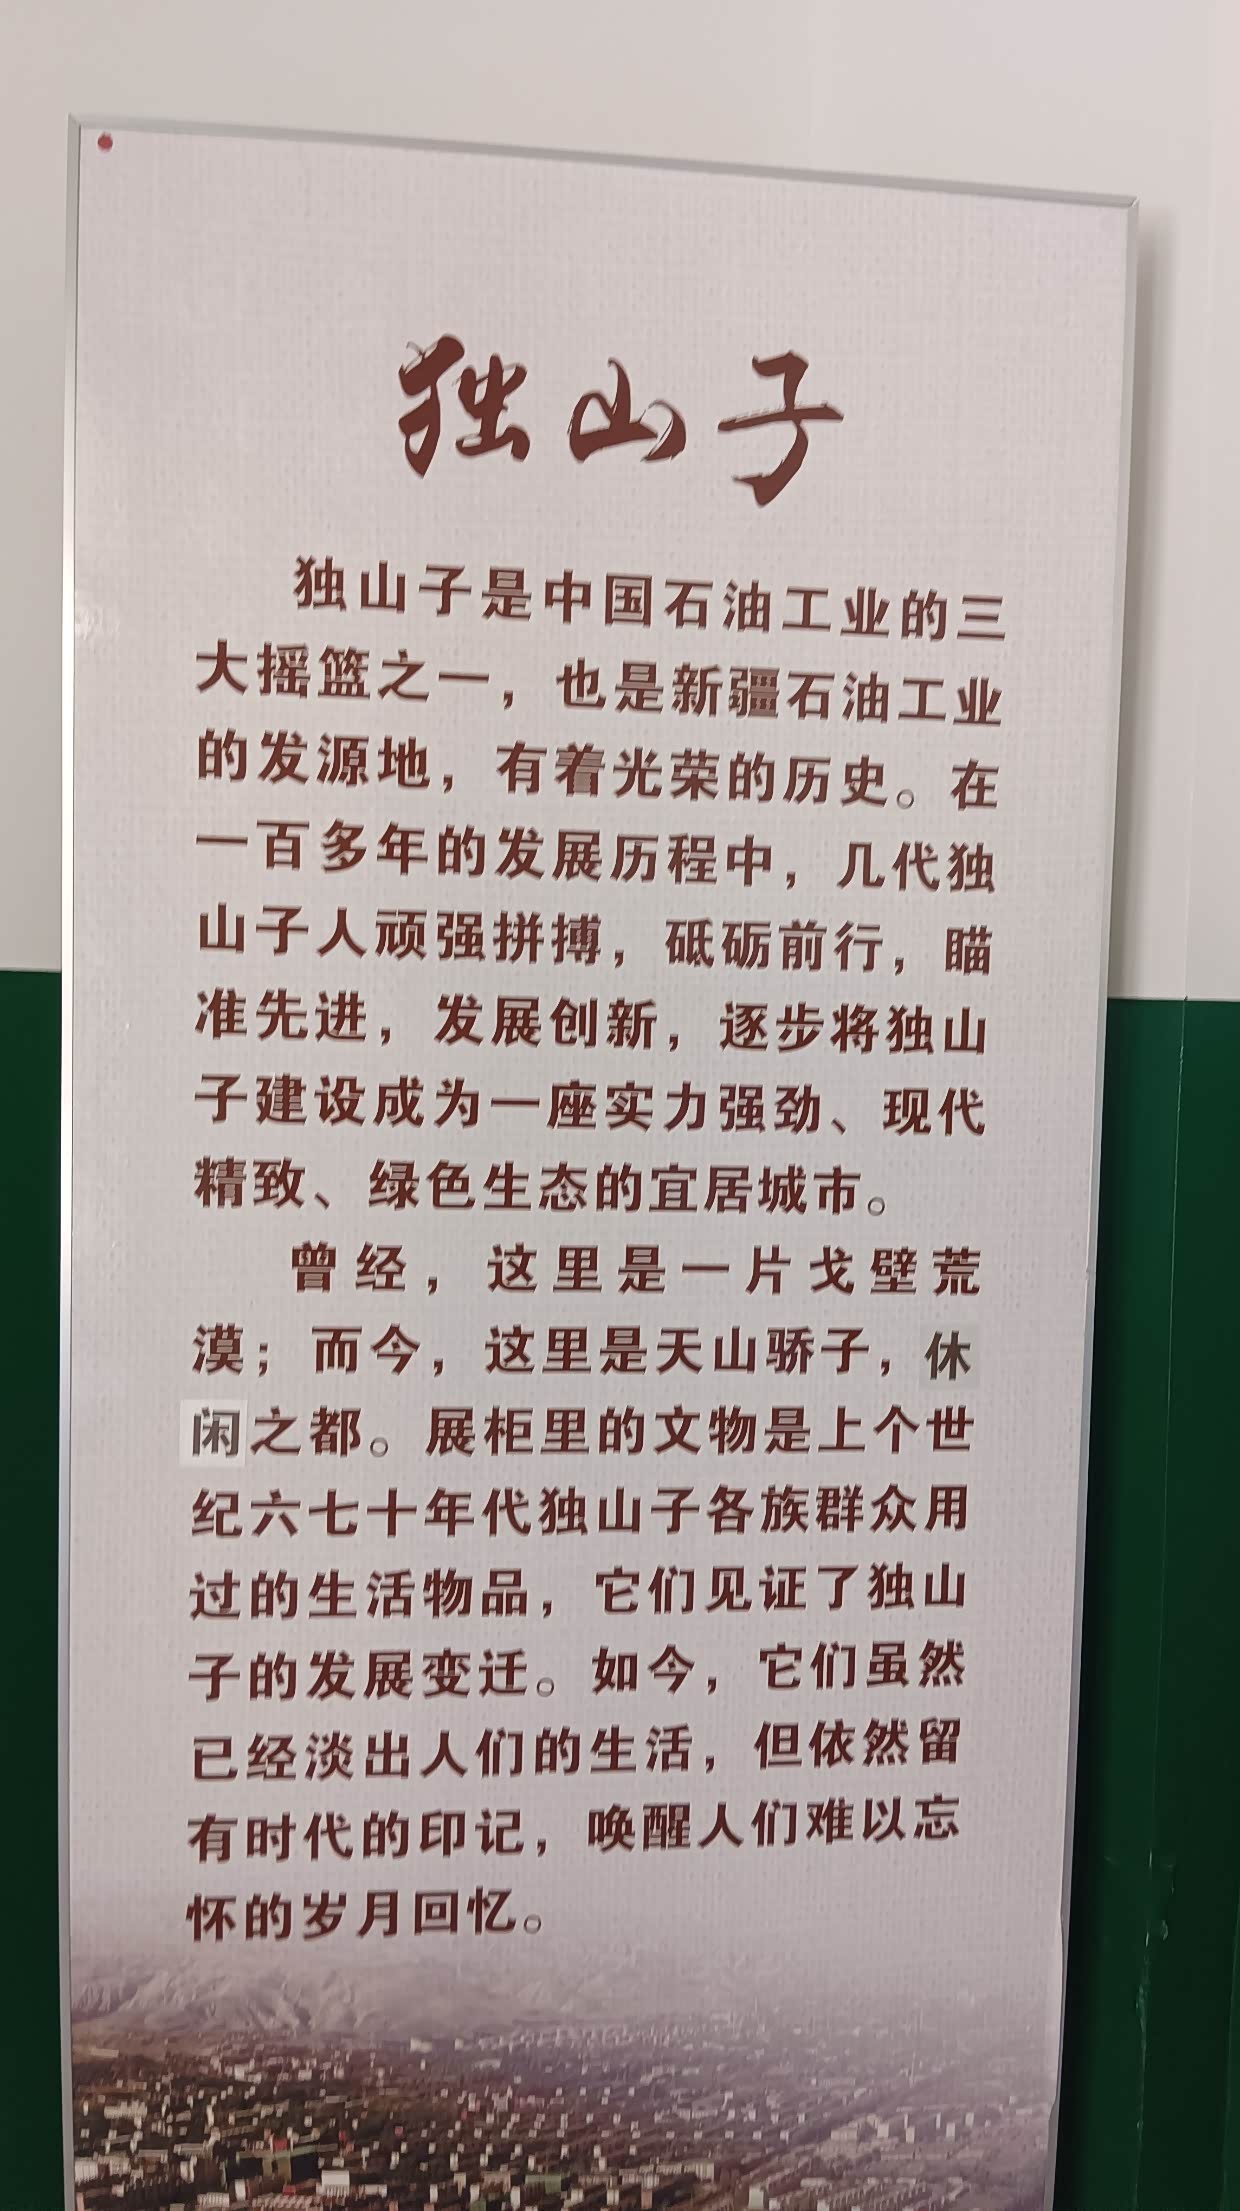 独山子
独山子是中国石油工业的三
大摇篮之一，也是新疆石油工业
的发源地，有着光荣的历史。在
一百多年的发展历程中，几代独
山子人顽强拼搏，砥砺前行，瞄
准先进，发展创新，逐步将独山
子建设成为一座实力强劲、现代
精致、绿色生态的宜居城市。
曾经，这里是一片戈壁荒
漠；而今，这里是天山骄子，休
闲之都。展柜里的文物是上个世
纪六七十年代独山子各族群众用
过的生活物品，它们见证了独山
子的发展变迁。如今，它们虽然
已经淡出人们的生活，但依然留
有时代的印记，唤醒人们难以忘
怀的岁月回忆。